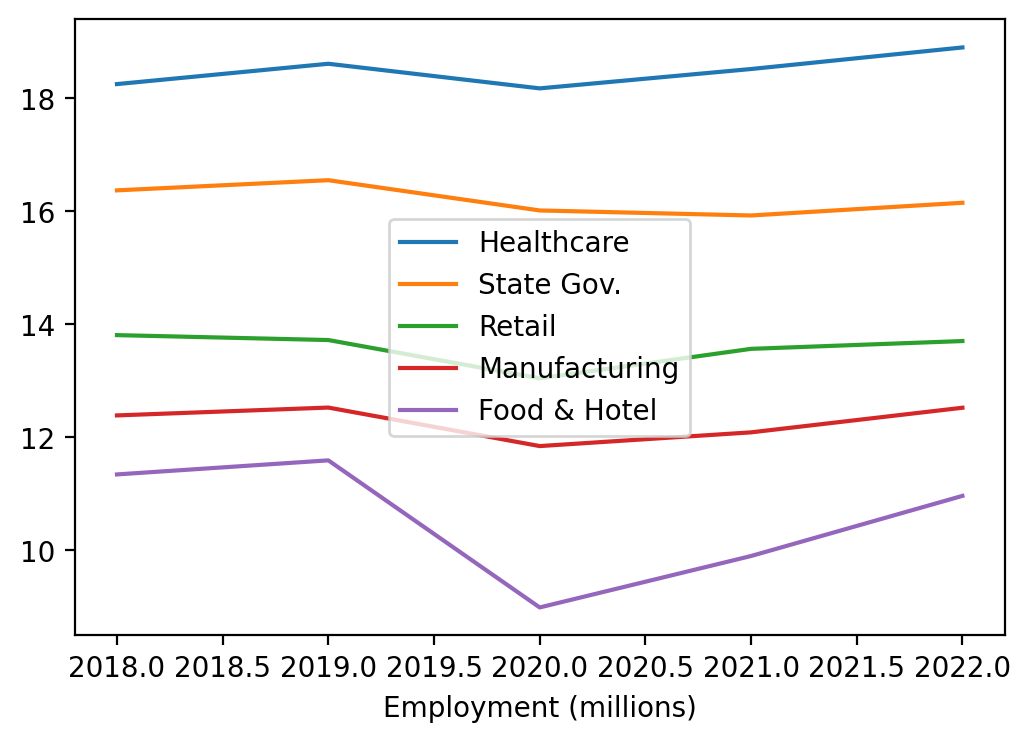 18
16
14
12
10
Healthcare
State Gov.
Retail
Manufacturing
Food & Hotel
2018.0 2018.5 2019.0 2019.5 2020.0 2020.5 2021.0 2021.5 2022.0
Employment (millions)